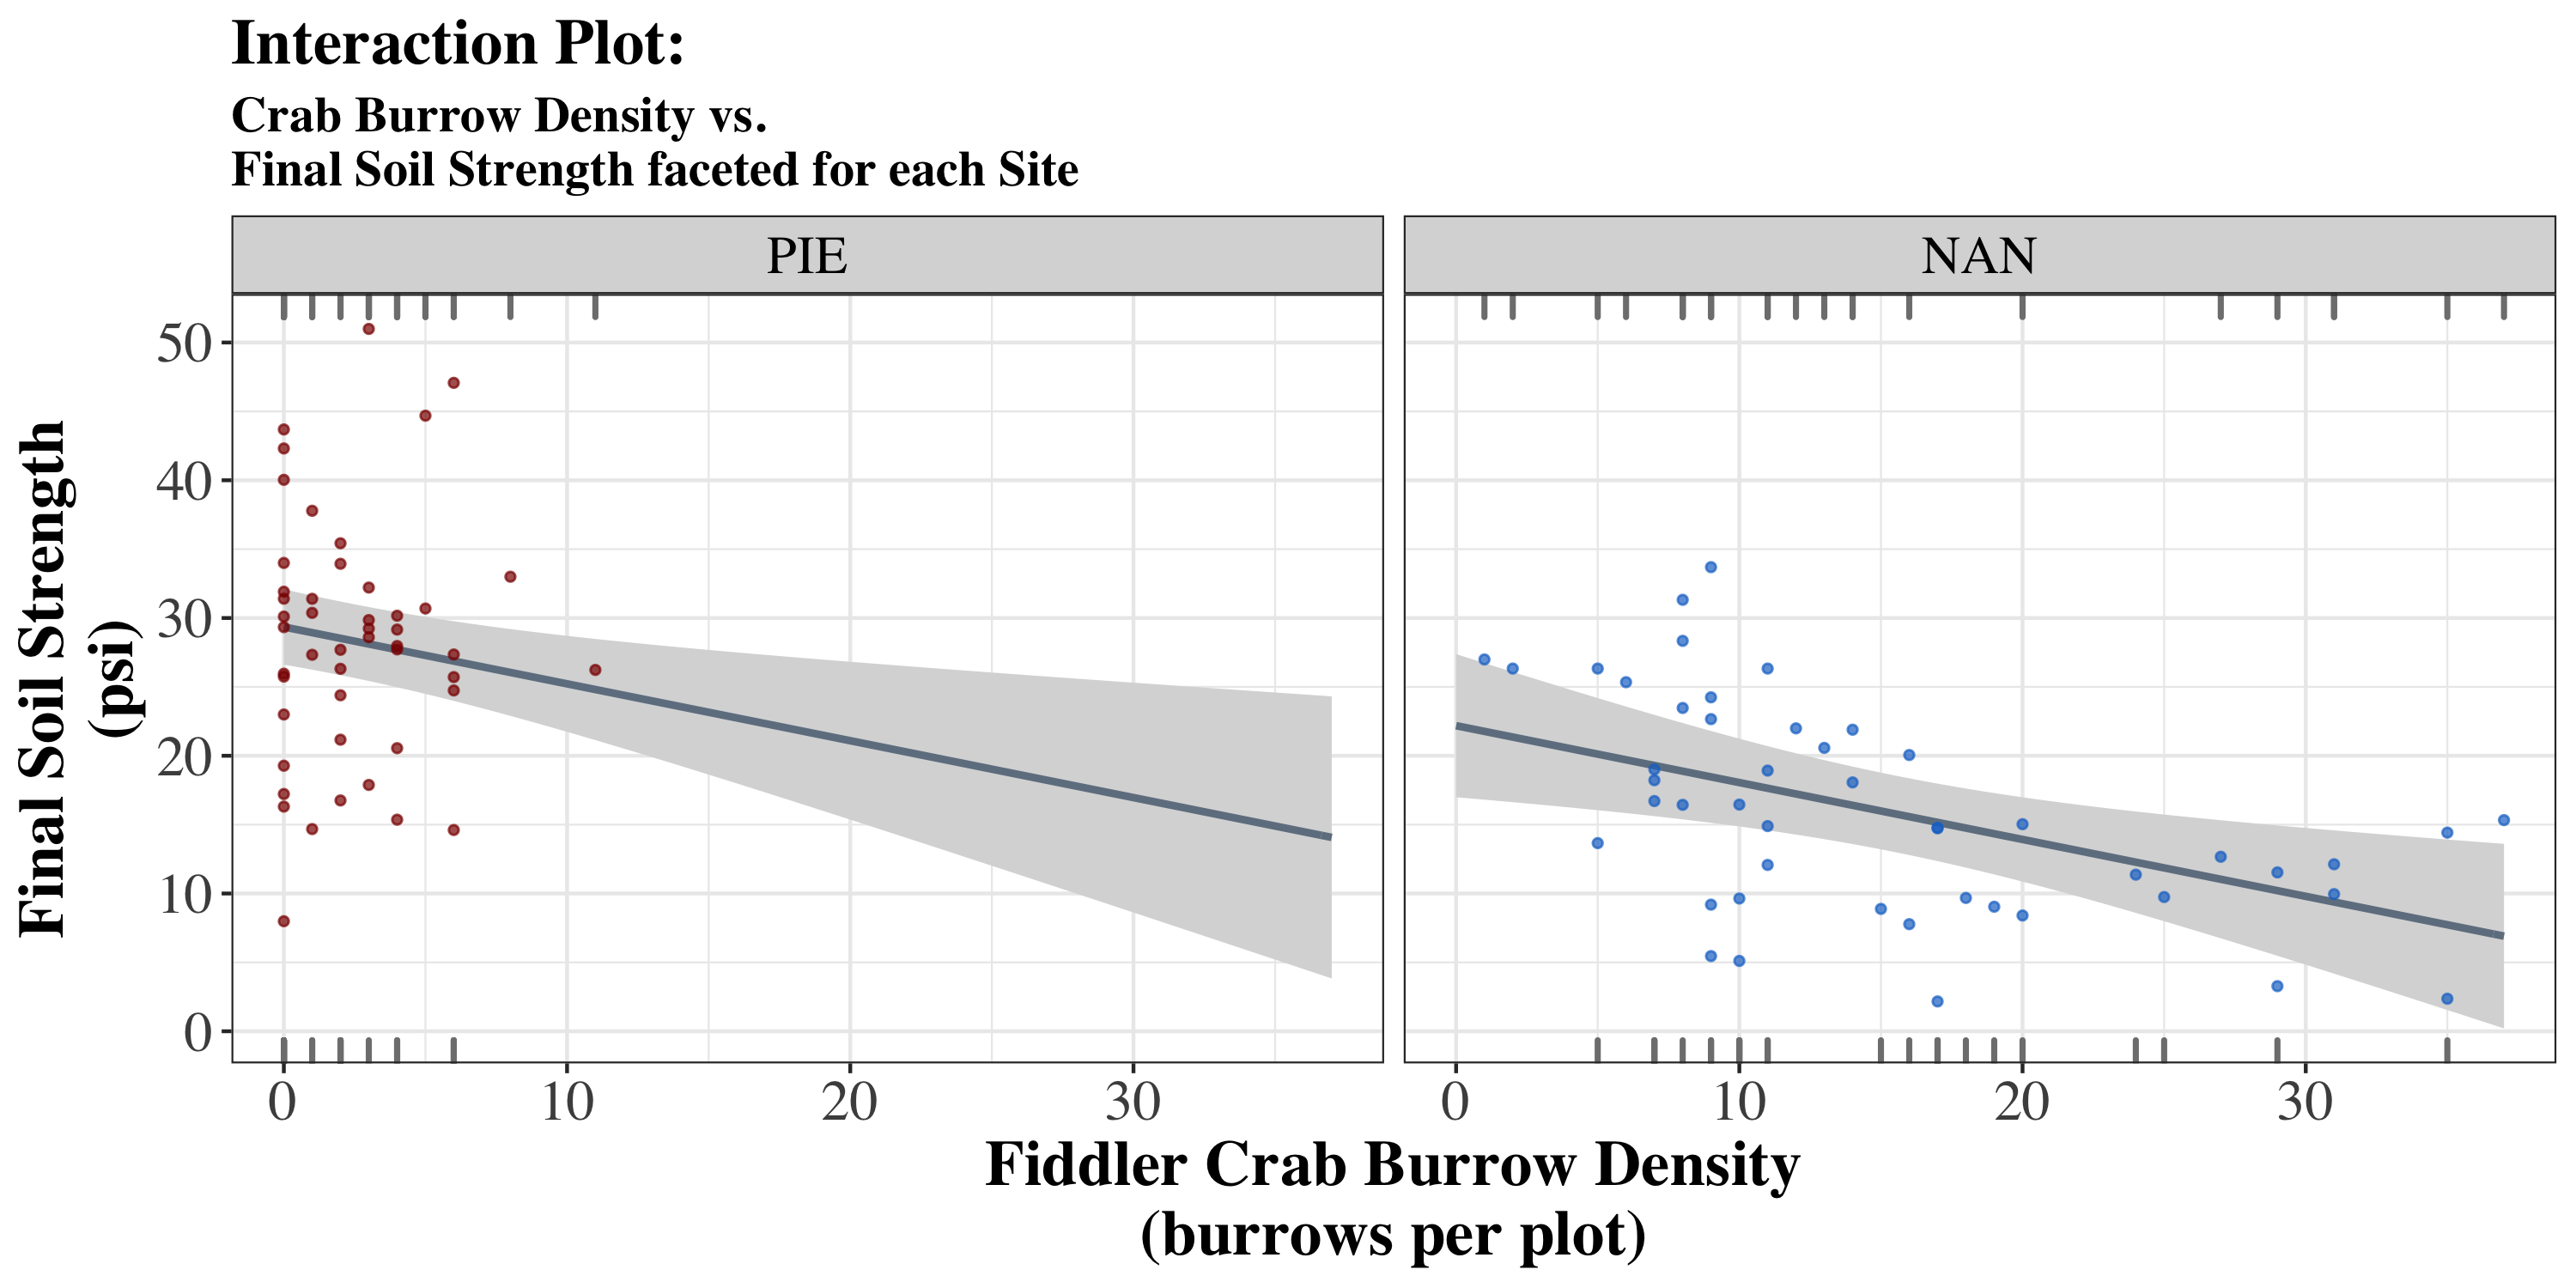 Interaction Plot:
Crab Burrow Density vs.
Final Soil Strength faceted for each Site
PIE
NAN
Final Soil Strength
(psi)
50
40
30
20
10
0
0
10
20
30
0
10
20
30
Fiddler Crab Burrow Density
(burrows per plot)